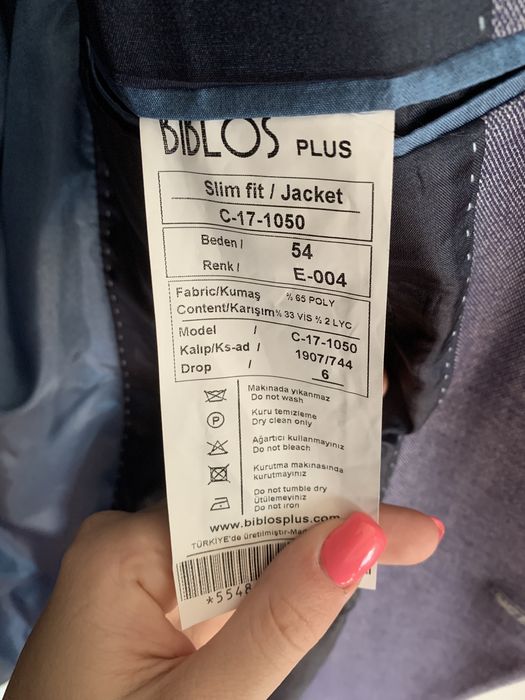 BIBLOS PLUS
Slim fit / Jacket
C-17-1050
Beden / 54
Renk / E-004
Fabric/Kumaş % 65 POLY
Content/Karışım % 33 VIS % 2 LYC
Model / C-17-1050
Kalıp/Ks-ad / 1907/744
Drop / 6
Makinada yıkanmaz
Do not wash
P
Kuru temizleme
Dry clean only
Ağartıcı kullanmayınız
Do not bleach
Kurutma makinasında
kurutmayınız
Do not tumble dry
Ütülemeyiniz
Do not iron
www.biblosplus.com
TÜRKİYE'de üretilmiştir-Mad
*5548